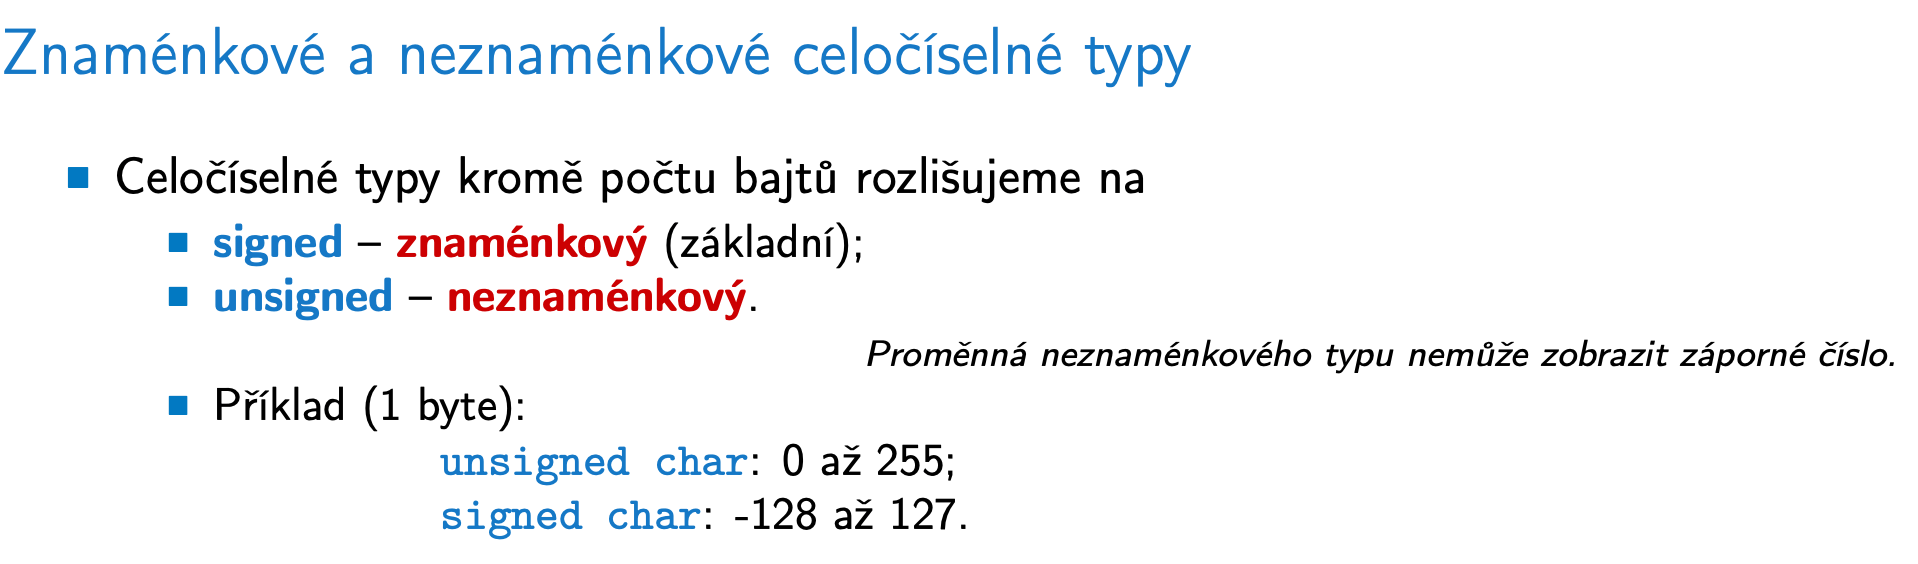 Znaménkové a neznaménkové celočíselné typy
Celočíselné typy kromě počtu bajtů rozlišujeme na
signed – znaménkový (základní);
unsigned – neznaménkový.
Proměnná neznaménkového typu nemůže zobrazit záporné číslo.
Příklad (1 byte):
unsigned char: 0 až 255;
signed char: -128 až 127.